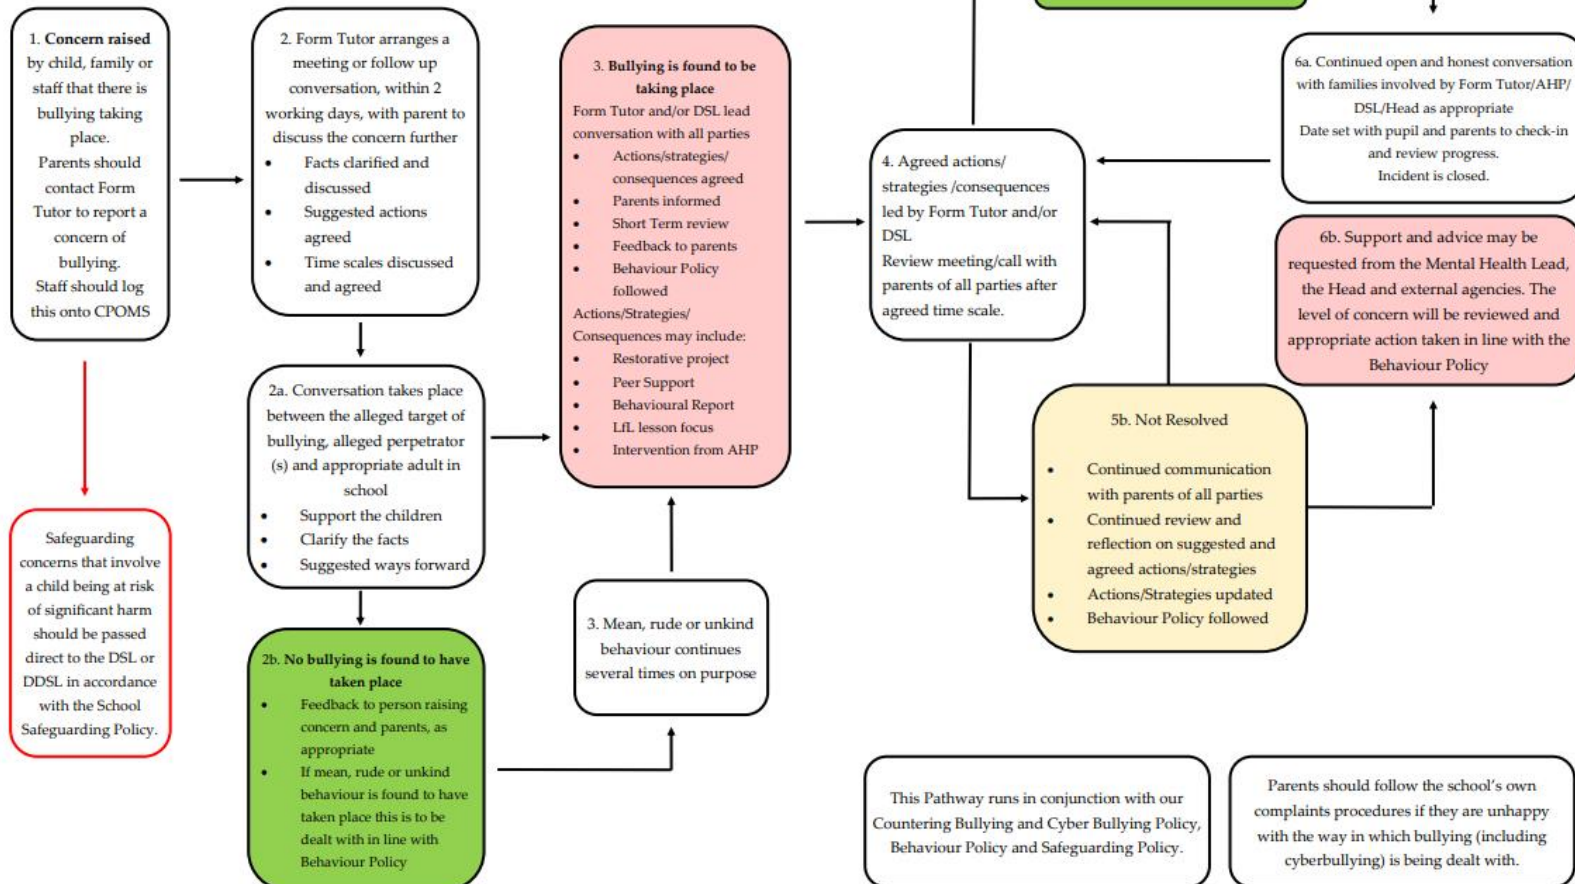 1. Concern raised
by child, family or
staff that there is
bullying taking
place.
Parents should
contact Form
Tutor to report a
concern of
bullying.
Staff should log
this onto CPOMS
Safeguarding
concerns that involve
a child being at risk
of significant harm
should be passed
direct to the DSL or
DDSL in accordance
with the School
Safeguarding Policy.
2. Form Tutor arranges a
meeting or follow up
conversation, within 2
working days, with parent to
discuss the concern further
• Facts clarified and
discussed
• Suggested actions
agreed
• Time scales discussed
and agreed
2a. Conversation takes place
between the alleged target of
bullying, alleged perpetrator
(s) and appropriate adult in
school
• Support the children
• Clarify the facts
• Suggested ways forward
2b. No bullying is found to have
taken place
• Feedback to person raising
concern and parents, as
appropriate
• If mean, rude or unkind
behaviour is found to have
taken place this is to be
dealt with in line with
Behaviour Policy
3. Bullying is found to be
taking place
Form Tutor and/or DSL lead
conversation with all parties
• Actions/strategies/
consequences agreed
• Parents informed
• Short Term review
• Feedback to parents
• Behaviour Policy
followed
Actions/Strategies/
Consequences may include:
• Restorative project
• Peer Support
• Behavioural Report
• LfL lesson focus
• Intervention from AHP
3. Mean, rude or unkind
behaviour continues
several times on purpose
4. Agreed actions/
strategies /consequences
led by Form Tutor and/or
DSL
Review meeting/call with
parents of all parties after
agreed time scale.
5b. Not Resolved
• Continued communication
with parents of all parties
• Continued review and
reflection on suggested and
agreed actions/strategies
• Actions/Strategies updated
• Behaviour Policy followed
6a. Continued open and honest conversation
with families involved by Form Tutor/AHP/
DSL/Head as appropriate
Date set with pupil and parents to check-in
and review progress.
Incident is closed.
6b. Support and advice may be
requested from the Mental Health Lead,
the Head and external agencies. The
level of concern will be reviewed and
appropriate action taken in line with the
Behaviour Policy
This Pathway runs in conjunction with our
Countering Bullying and Cyber Bullying Policy,
Behaviour Policy and Safeguarding Policy.
Parents should follow the school's own
complaints procedures if they are unhappy
with the way in which bullying (including
cyberbullying) is being dealt with.